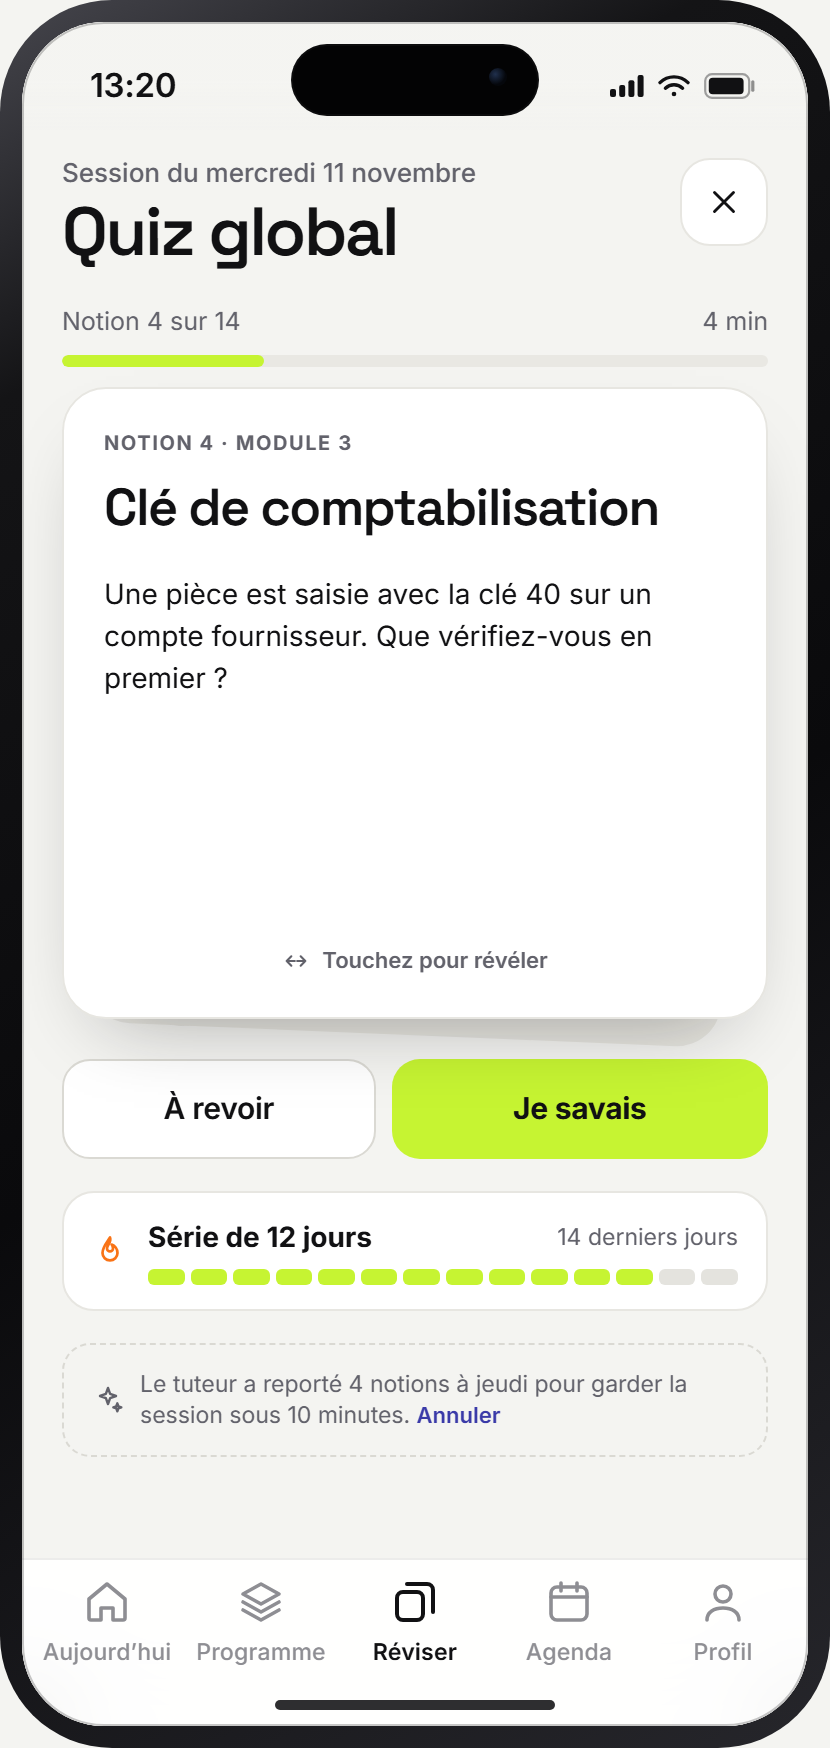 13:20
Session du mercredi 11 novembre
Quiz global
Notion 4 sur 14
4 min
NOTION 4 · MODULE 3
Clé de comptabilisation
Une pièce est saisie avec la clé 40 sur un
compte fournisseur. Que vérifiez-vous en
premier ?
Touchez pour révéler
À revoir
Je savais
Série de 12 jours
14 derniers jours
Le tuteur a reporté 4 notions à jeudi pour garder la
session sous 10 minutes. Annuler
Aujourd’hui
Programme
Réviser
Agenda
Profil